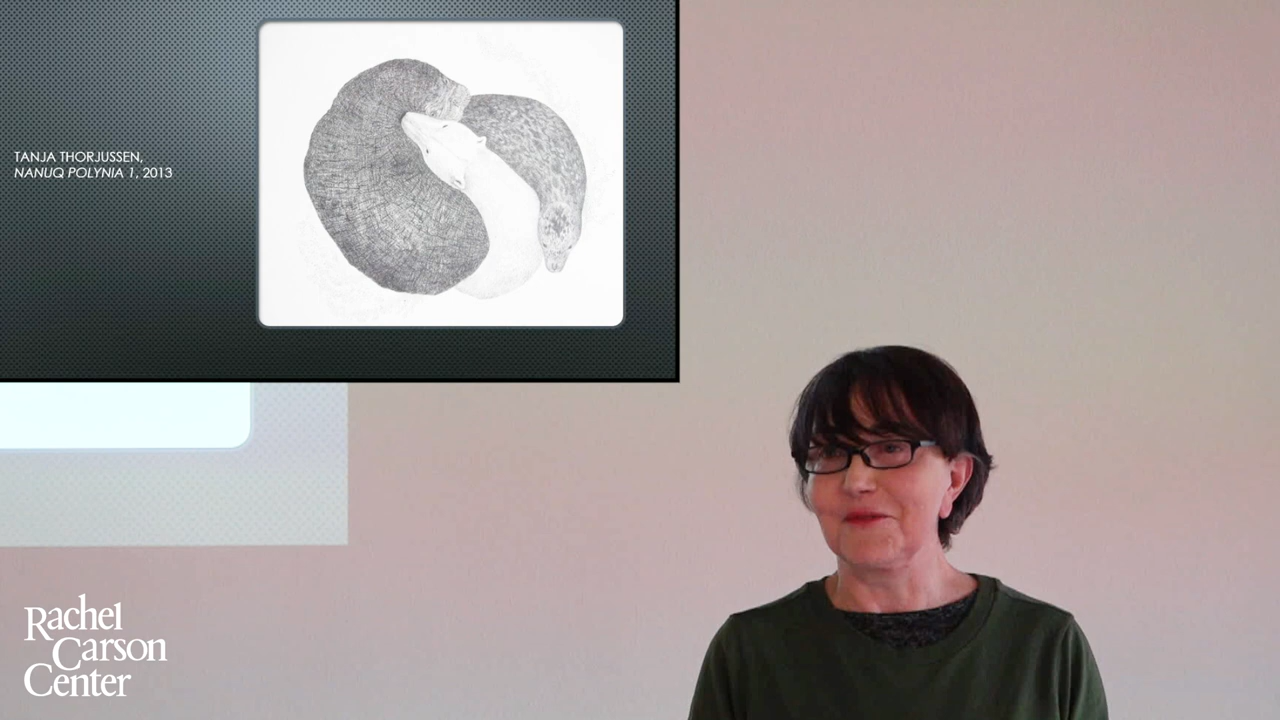 TANJA THORJUSSEN,
NANUQ POLYNIA 1, 2013
Rachel
Carson
Center